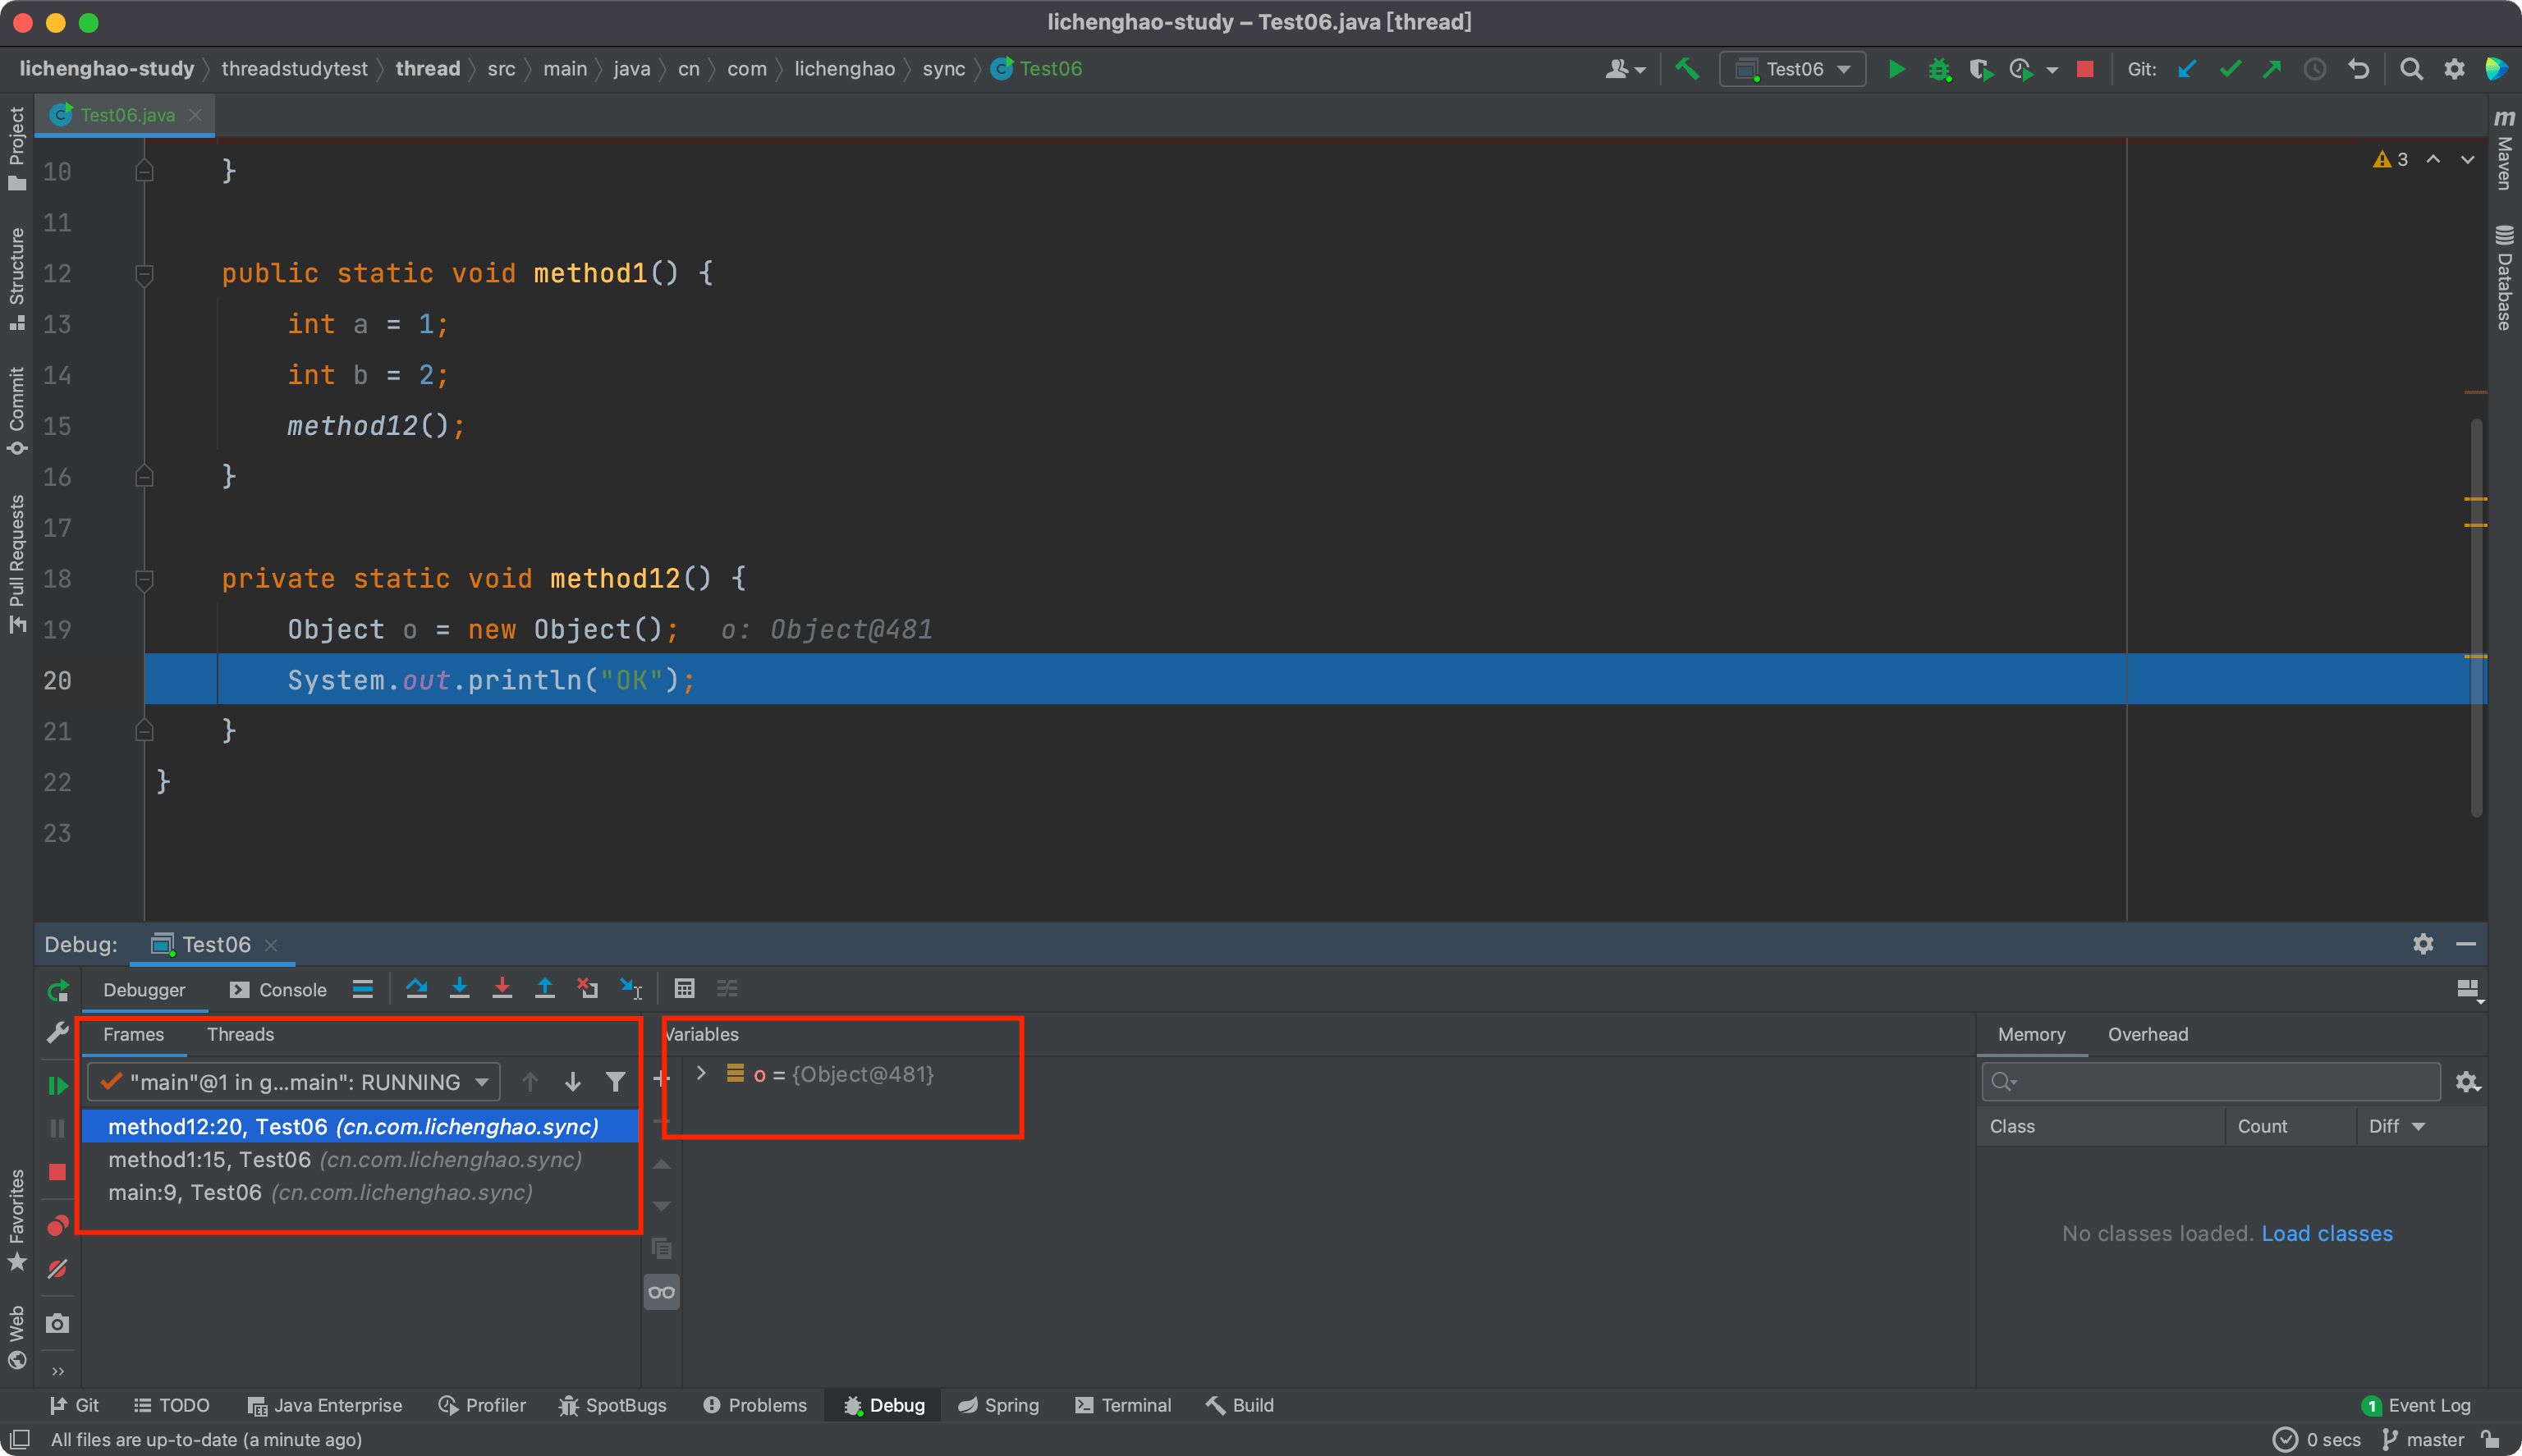 lichenghao-study – Test06.java [thread]
lichenghao-study threadstudytest thread src main java cn com lichenghao sync Test06
Test06
Git:
Project
Structure
Commit
Pull Requests
Favorites
Web
Maven
Database
Test06.java
3
10 }
11
12 public static void method1() {
13 int a = 1;
14 int b = 2;
15 method12();
16 }
17
18 private static void method12() {
19 Object o = new Object(); o: Object@481
20 System.out.println("OK");
21 }
22 }
23
Debug: Test06
Debugger Console
Frames Threads
"main"@1 in g...main": RUNNING
method12:20, Test06 (cn.com.lichenghao.sync)
method1:15, Test06 (cn.com.lichenghao.sync)
main:9, Test06 (cn.com.lichenghao.sync)
Variables
o = {Object@481}
Memory Overhead
Class Count Diff
No classes loaded. Load classes
Git TODO Java Enterprise Profiler SpotBugs Problems Debug Spring Terminal Build
1 Event Log
All files are up-to-date (a minute ago)
0 secs master